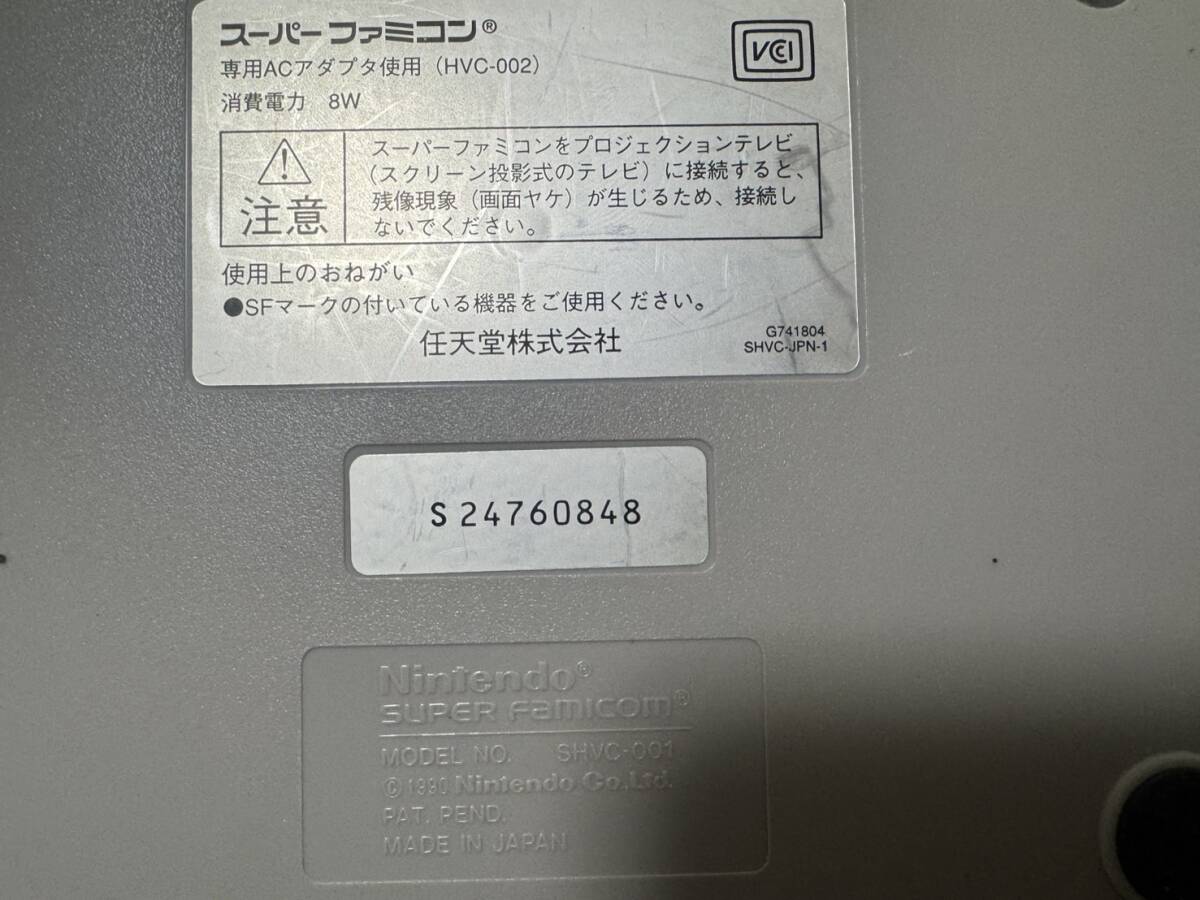 スーパーファミコン®
専用ACアダプタ使用（HVC-002）
消費電力　8W
VCCI
注意
スーパーファミコンをプロジェクションテレビ
（スクリーン投影式のテレビ）に接続すると、
残像現象（画面ヤケ）が生じるため、接続し
ないでください。
使用上のおねがい
●SFマークの付いている機器をご使用ください。
任天堂株式会社
G741804
SHVC-JPN-1
S24760848
Nintendo®
SUPER Famicom®
MODEL NO. SHVC-001
© 1990 Nintendo Co.,Ltd.
PAT. PEND.
MADE IN JAPAN